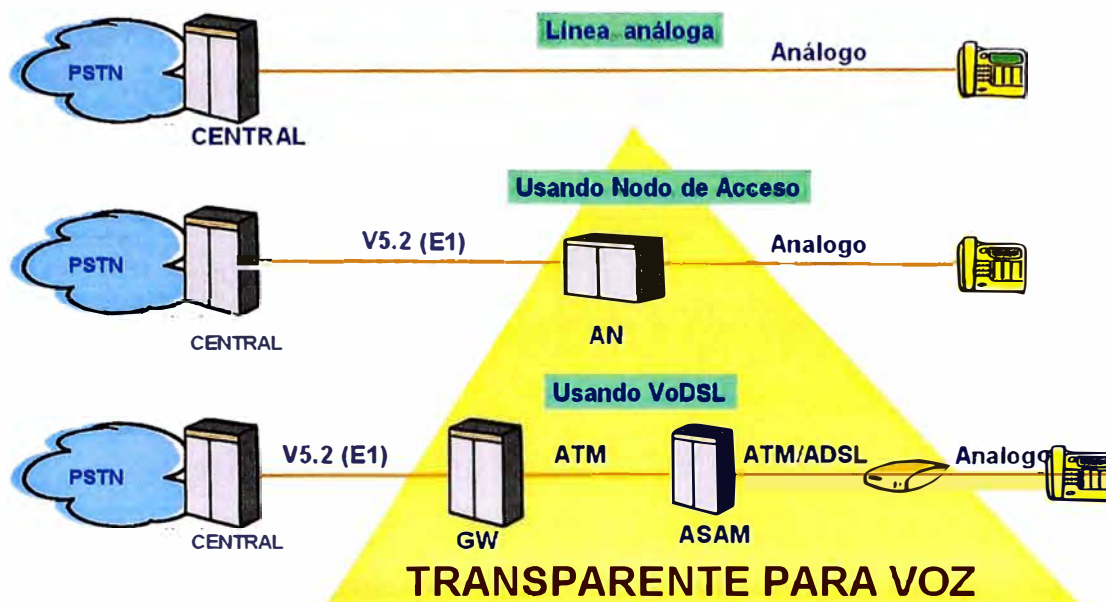 Línea análoga
Análogo
PSTN
CENTRAL
Usando Nodo de Acceso
V5.2 (E1)
Analogo
PSTN
AN
CENTRAL
Usando VoDSL
V5.2 (E1)
ATM
ATM/ADSL
Analogo
PSTN
CENTRAL
GW
ASAM
TRANSPARENTE PARA VOZ